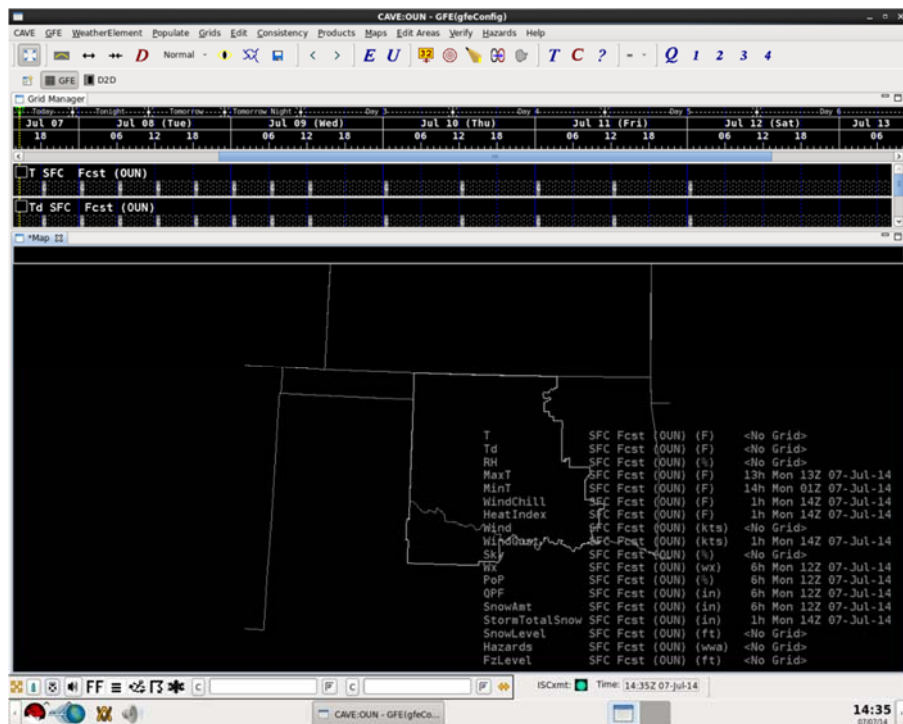 CAVE:OUN - GFE(gfeConfig)
CAVE GFE WeatherElement Populate Grids Edit Consistency Products Maps Edit Areas Verify Hazards Help
D Normal < > E U 32 T C ? = - Q 1 2 3 4
GFE D2D
Grid Manager
Today Tonight Tomorrow Tomorrow Night Day 3 Day 4 Day 5 Day 6
Jul 07 Jul 08 (Tue) Jul 09 (Wed) Jul 10 (Thu) Jul 11 (Fri) Jul 12 (Sat) Jul 13
18 06 12 18 06 12 18 06 12 18 06 12 18 06 12 18 06
T SFC Fcst (OUN)
Td SFC Fcst (OUN)
*Map
T SFC Fcst (OUN) (F) <No Grid>
Td SFC Fcst (OUN) (F) <No Grid>
RH SFC Fcst (OUN) (%) <No Grid>
MaxT SFC Fcst (OUN) (F) 13h Mon 13Z 07-Jul-14
MinT SFC Fcst (OUN) (F) 14h Mon 01Z 07-Jul-14
WindChill SFC Fcst (OUN) (F) 1h Mon 14Z 07-Jul-14
HeatIndex SFC Fcst (OUN) (F) 1h Mon 14Z 07-Jul-14
Wind SFC Fcst (OUN) (kts) <No Grid>
WindGust SFC Fcst (OUN) (kts) 1h Mon 14Z 07-Jul-14
Sky SFC Fcst (OUN) (%) <No Grid>
Wx SFC Fcst (OUN) (wx) 6h Mon 12Z 07-Jul-14
PoP SFC Fcst (OUN) (%) 6h Mon 12Z 07-Jul-14
QPF SFC Fcst (OUN) (in) 6h Mon 12Z 07-Jul-14
SnowAmt SFC Fcst (OUN) (in) 6h Mon 12Z 07-Jul-14
StormTotalSnow SFC Fcst (OUN) (in) 1h Mon 14Z 07-Jul-14
SnowLevel SFC Fcst (OUN) (ft) <No Grid>
Hazards SFC Fcst (OUN) (wwa) <No Grid>
FzLevel SFC Fcst (OUN) (ft) <No Grid>
FF C F C F ISCxmt: Time: 14:35Z 07-Jul-14
CAVE:OUN - GFE(gfeCo... 14:35
07/07/14